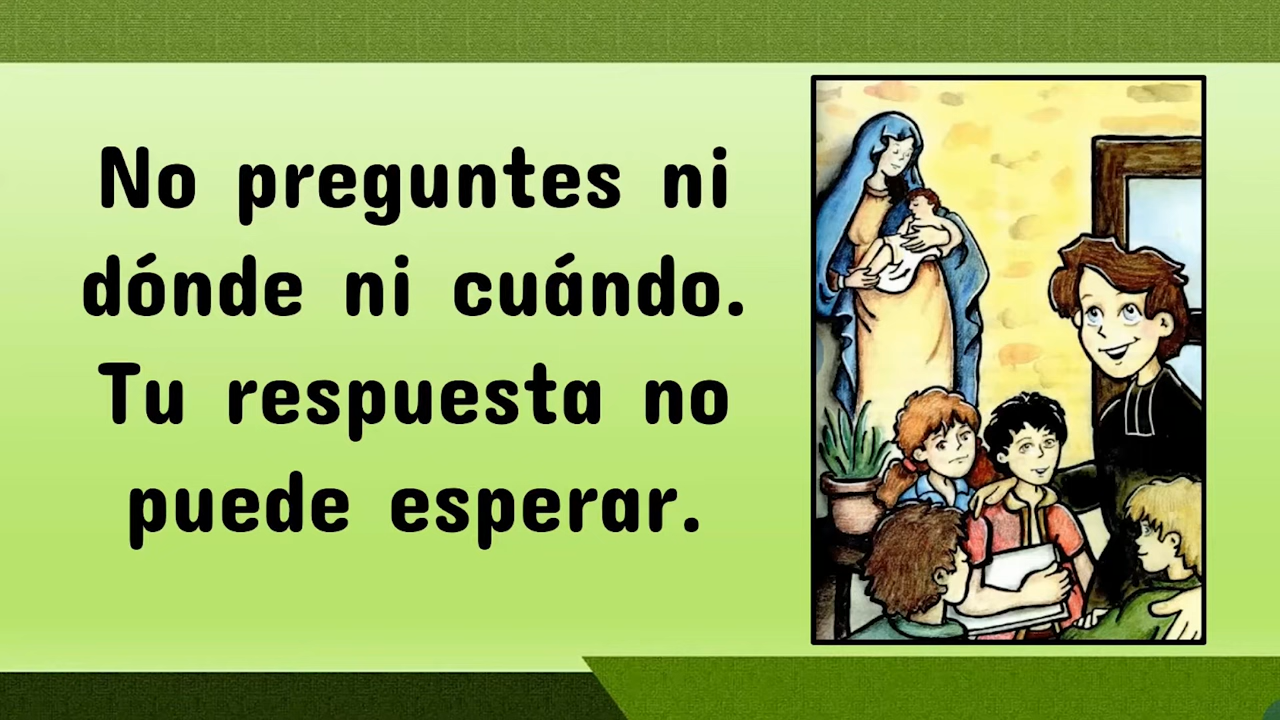 No preguntes ni
dónde ni cuándo.
Tu respuesta no
puede esperar.